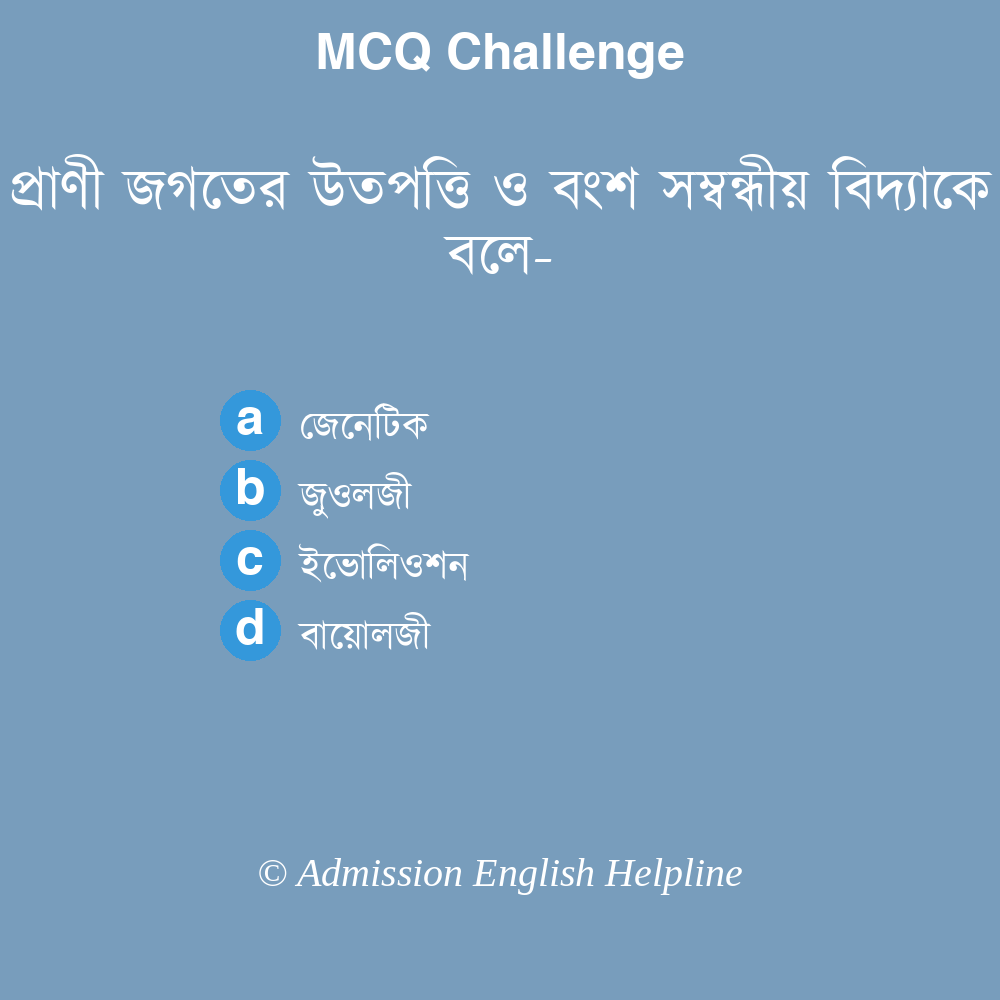 MCQ Challenge
প্রাণী জগতের উতপত্তি ও বংশ সম্বন্ধীয় বিদ্যাকে
বলে-
a জেনেটিক
b জুওলজী
c ইভোলিওশন
d বায়োলজী
© Admission English Helpline